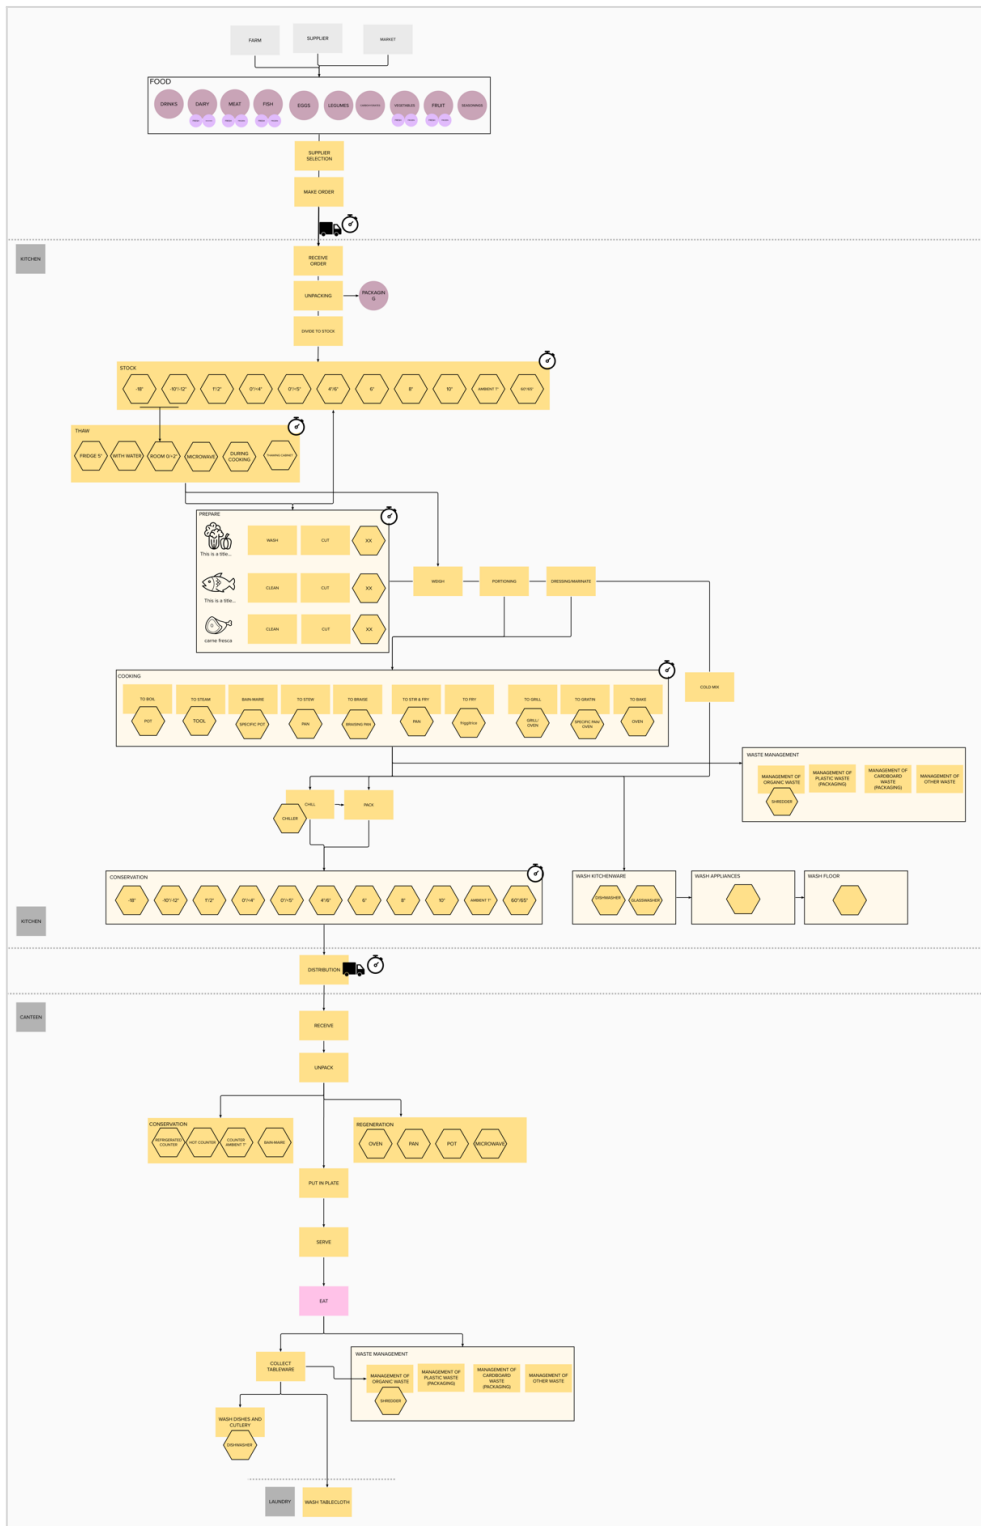 FARM
SUPPLIER
MARKET
FOOD
DRINKS
DAIRY
MEAT
FISH
EGGS
LEGUMES
VEGETABLES
FRUIT
SUPPLIER
SELECTION
MAKE ORDER
KITCHEN
RECEIVE
ORDER
UNPACKING
PACKAGIN
G
DIVIDE TO STOCK
STOCK
-18°
-10°/-12°
1°/2°
0°/+4°
0°/+5°
4°/6°
6°
8°
10°
AMBIENT T°
60°/65°
THAW
FRIDGE 5°
WITH WATER
ROOM 0/+2°
MICROWAVE
DURING
COOKING
PREPARE
WASH
CUT
XX
This is a title...
CLEAN
CUT
XX
This is a title...
CLEAN
CUT
XX
carne fresca
WEIGH
PORTIONING
DRESSING/MARINATE
COOKING
TO BOIL
TO STEAM
BAIN-MARIE
TO STEW
TO BRAISE
TO STIR & FRY
TO FRY
TO GRILL
TO GRATIN
TO BAKE
POT
TOOL
SPECIFIC POT
PAN
BRAISING PAN
PAN
friggitrice
GRILL/
OVEN
SPECIFIC PAN
OVEN
OVEN
COLD MIX
WASTE MANAGEMENT
MANAGEMENT OF
ORGANIC WASTE
MANAGEMENT OF
PLASTIC WASTE
(PACKAGING)
MANAGEMENT OF
CARDBOARD
WASTE
(PACKAGING)
MANAGEMENT OF
OTHER WASTE
SHREDDER
CHILL
PACK
CHILLER
CONSERVATION
-18°
-10°/-12°
1°/2°
0°/+4°
0°/+5°
4°/6°
6°
8°
10°
AMBIENT T°
60°/65°
WASH KITCHENWARE
DISHWASHER
GLASSWASHER
WASH APPLIANCES
WASH FLOOR
KITCHEN
DISTRIBUTION
CANTEEN
RECEIVE
UNPACK
CONSERVATION
REFRIGERATED
COUNTER
HOT COUNTER
COUNTER
AMBIENT T°
BAIN-MARIE
REGENERATION
OVEN
PAN
POT
MICROWAVE
PUT IN PLATE
SERVE
EAT
COLLECT
TABLEWARE
WASTE MANAGEMENT
MANAGEMENT OF
ORGANIC WASTE
MANAGEMENT OF
PLASTIC WASTE
(PACKAGING)
MANAGEMENT OF
CARDBOARD
WASTE
(PACKAGING)
MANAGEMENT OF
OTHER WASTE
SHREDDER
WASH DISHES AND
CUTLERY
DISHWASHER
LAUNDRY
WASH TABLECLOTH